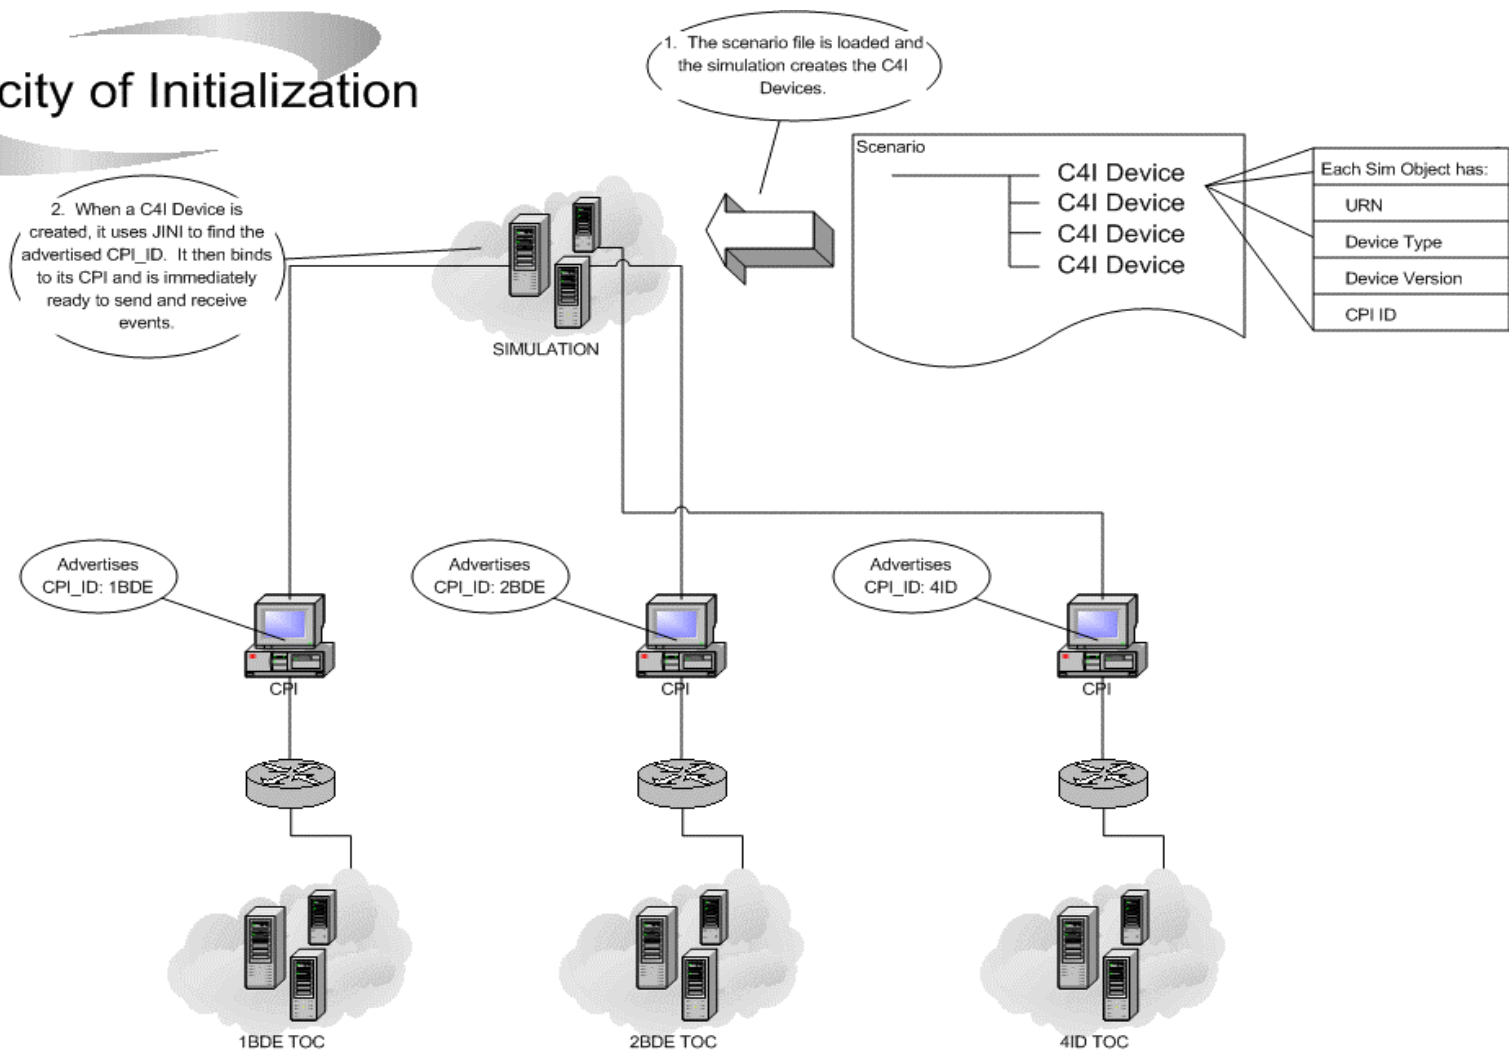 city of Initialization
1. The scenario file is loaded and
the simulation creates the C4I
Devices.
Scenario
C4I Device
C4I Device
C4I Device
C4I Device
Each Sim Object has:
URN
Device Type
Device Version
CPI ID
2. When a C4I Device is
created, it uses JINI to find the
advertised CPI_ID. It then binds
to its CPI and is immediately
ready to send and receive
events.
SIMULATION
Advertises
CPI_ID: 1BDE
Advertises
CPI_ID: 2BDE
Advertises
CPI_ID: 4ID
CPI
CPI
CPI
1BDE TOC
2BDE TOC
4ID TOC